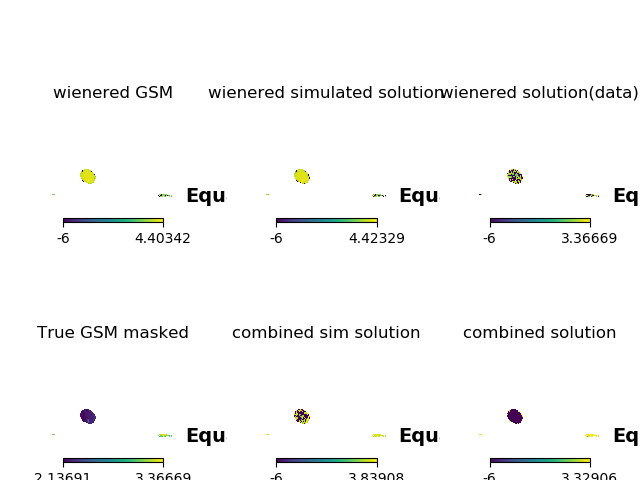 wienered GSM wienered simulated solution wienered solution(data)
Equ Equ Eq
-6 4.40342 -6 4.42329 -6 3.36669
True GSM masked combined sim solution combined solution
Equ Equ Eq
2.13691 3.36669 -6 3.83908 -6 3.32906